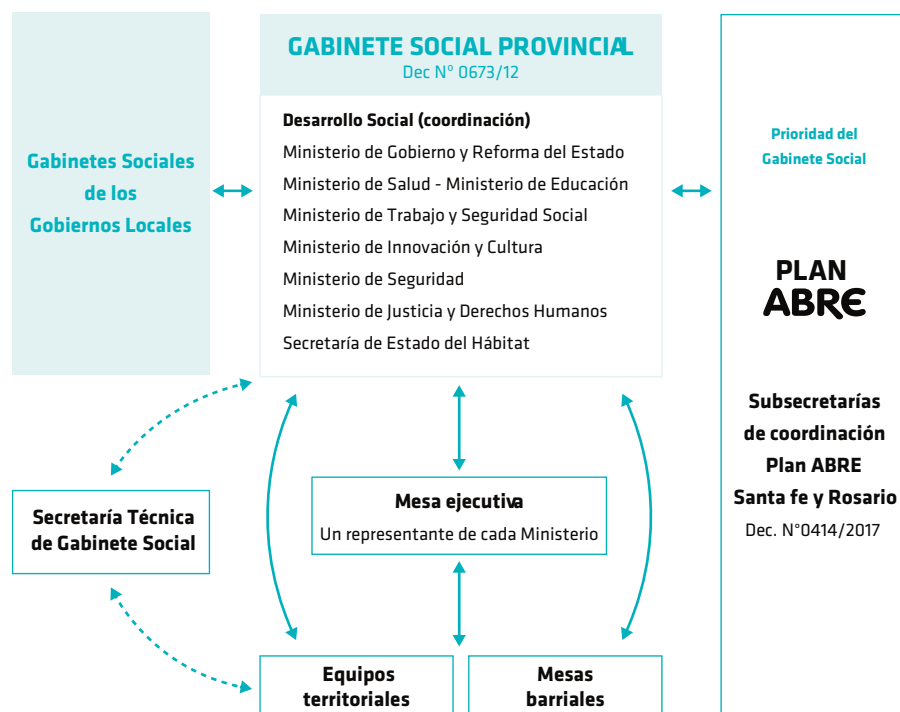 GABINETE SOCIAL PROVINCIAL
Dec N° 0673/12
Desarrollo Social (coordinación)
Ministerio de Gobierno y Reforma del Estado
Ministerio de Salud - Ministerio de Educación
Ministerio de Trabajo y Seguridad Social
Ministerio de Innovación y Cultura
Ministerio de Seguridad
Ministerio de Justicia y Derechos Humanos
Secretaría de Estado del Hábitat
Gabinetes Sociales
de los
Gobiernos Locales
Prioridad del
Gabinete Social
PLAN
ABRE
Subsecretarías
de coordinación
Plan ABRE
Santa fe y Rosario
Dec. N°0414/2017
Secretaría Técnica
de Gabinete Social
Mesa ejecutiva
Un representante de cada Ministerio
Equipos
territoriales
Mesas
barriales